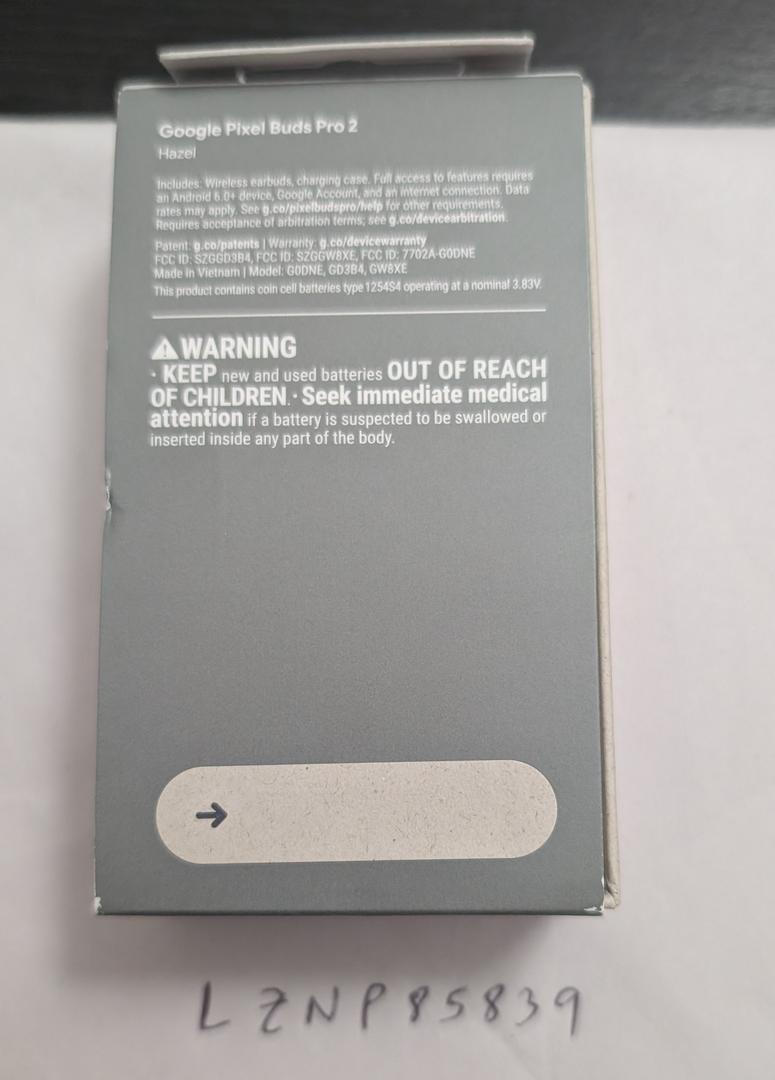 Google Pixel Buds Pro 2
Hazel
Includes: Wireless earbuds, charging case. Full access to features requires
an Android 6.0+ device, Google Account, and an internet connection. Data
rates may apply. See g.co/pixelbudspro/help for other requirements.
Requires acceptance of arbitration terms; see g.co/devicearbitration.
Patent: g.co/patents | Warranty: g.co/devicewarranty
FCC ID: SZGGD3B4, FCC ID: SZGGW8XE, FCC ID: 7702A-G0DNE
Made in Vietnam | Model: G0DNE, GD3B4, GW8XE
This product contains coin cell batteries type 1254S4 operating at a nominal 3.83V.
WARNING
· KEEP new and used batteries OUT OF REACH
OF CHILDREN. · Seek immediate medical
attention if a battery is suspected to be swallowed or
inserted inside any part of the body.
LZNP85839